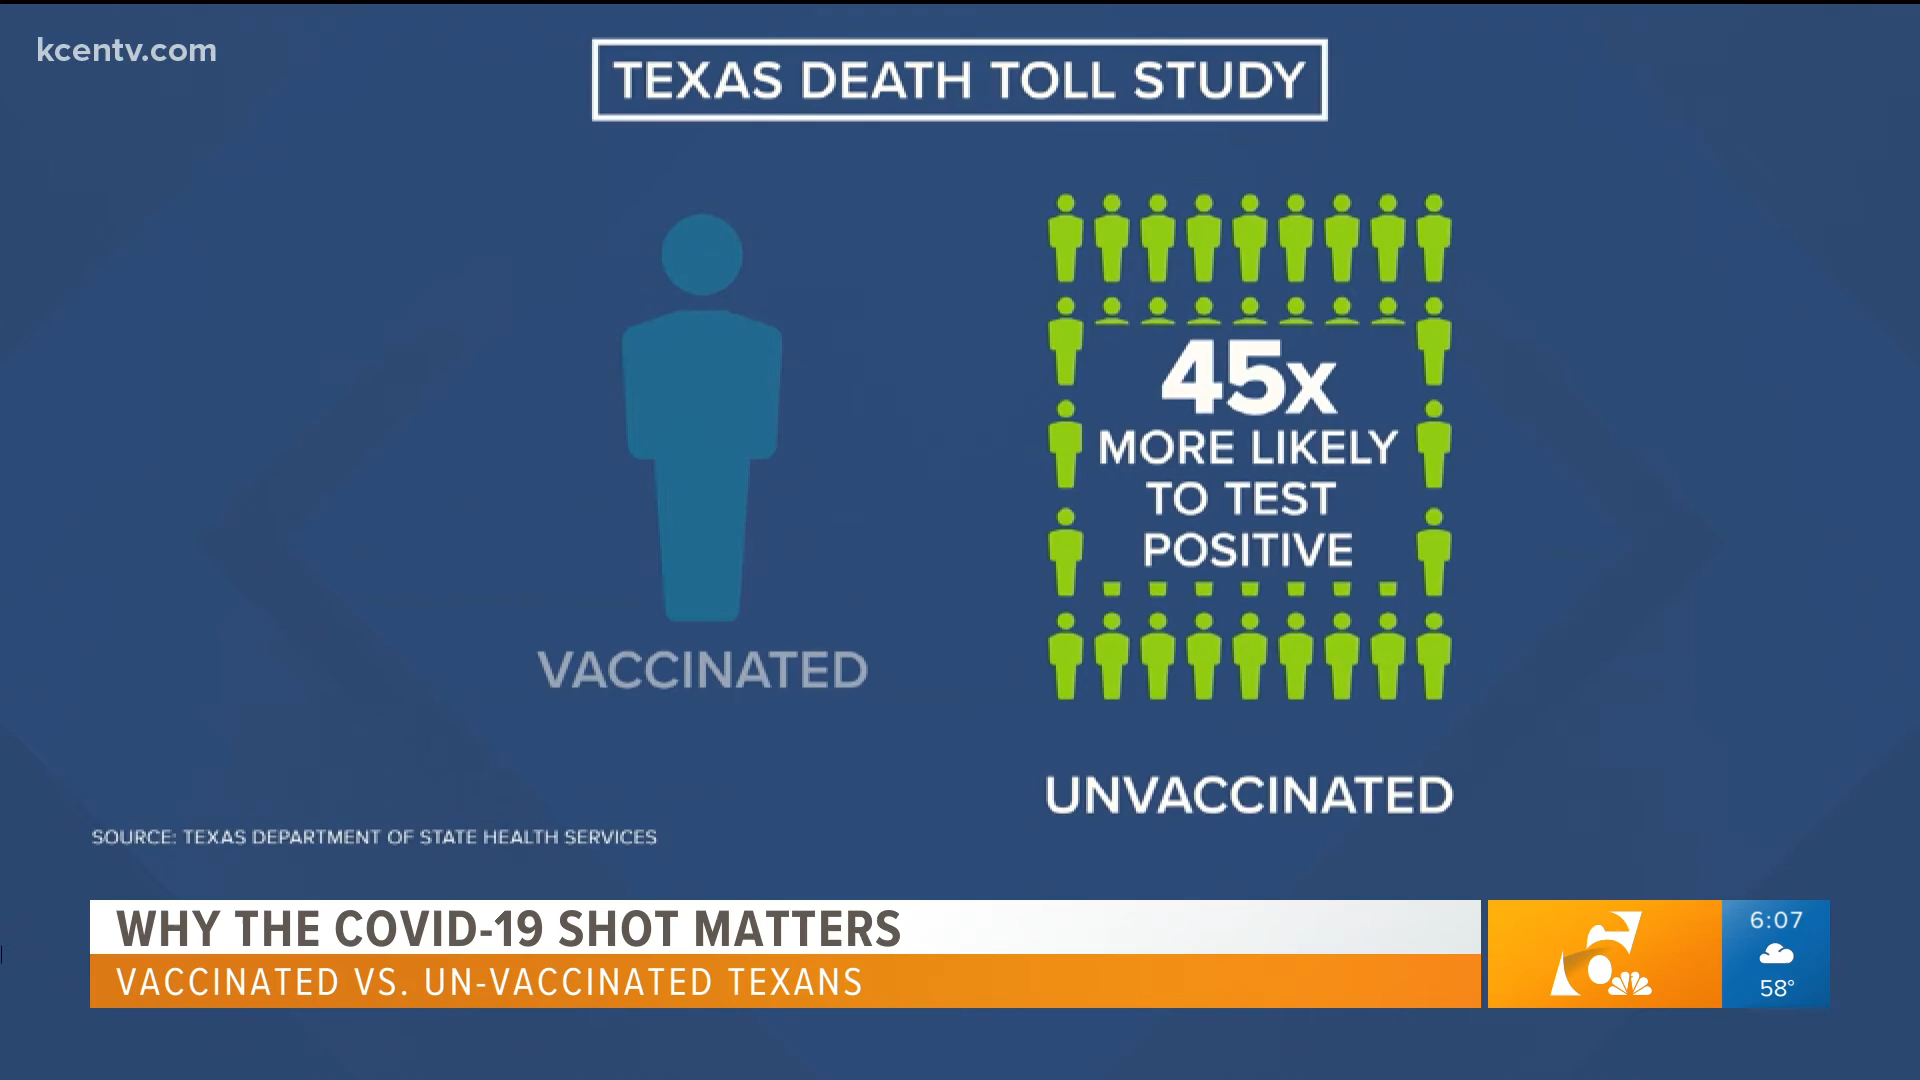 kcentv.com
TEXAS DEATH TOLL STUDY
45x
MORE LIKELY
TO TEST
POSITIVE
VACCINATED
UNVACCINATED
SOURCE: TEXAS DEPARTMENT OF STATE HEALTH SERVICES
WHY THE COVID-19 SHOT MATTERS
VACCINATED VS. UN-VACCINATED TEXANS
6
6:07
58°